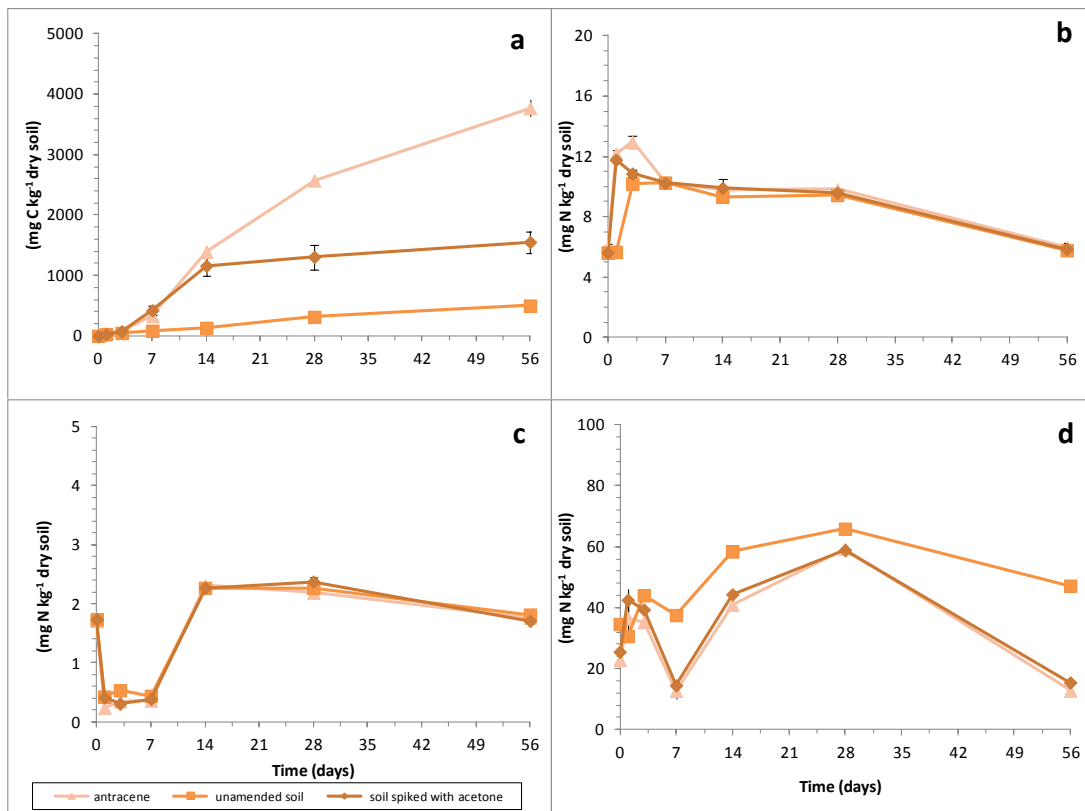 a
(mg C kg⁻¹ dry soil)
5000
4000
3000
2000
1000
0
0 7 14 21 28 35 42 49 56
b
(mg N kg⁻¹ dry soil)
20
16
12
8
4
0
0 7 14 21 28 35 42 49 56
c
(mg N kg⁻¹ dry soil)
5
4
3
2
1
0
0 7 14 21 28 35 42 49 56
Time (days)
antracene unamended soil soil spiked with acetone
d
(mg N kg⁻¹ dry soil)
100
80
60
40
20
0
0 7 14 21 28 35 42 49 56
Time (days)